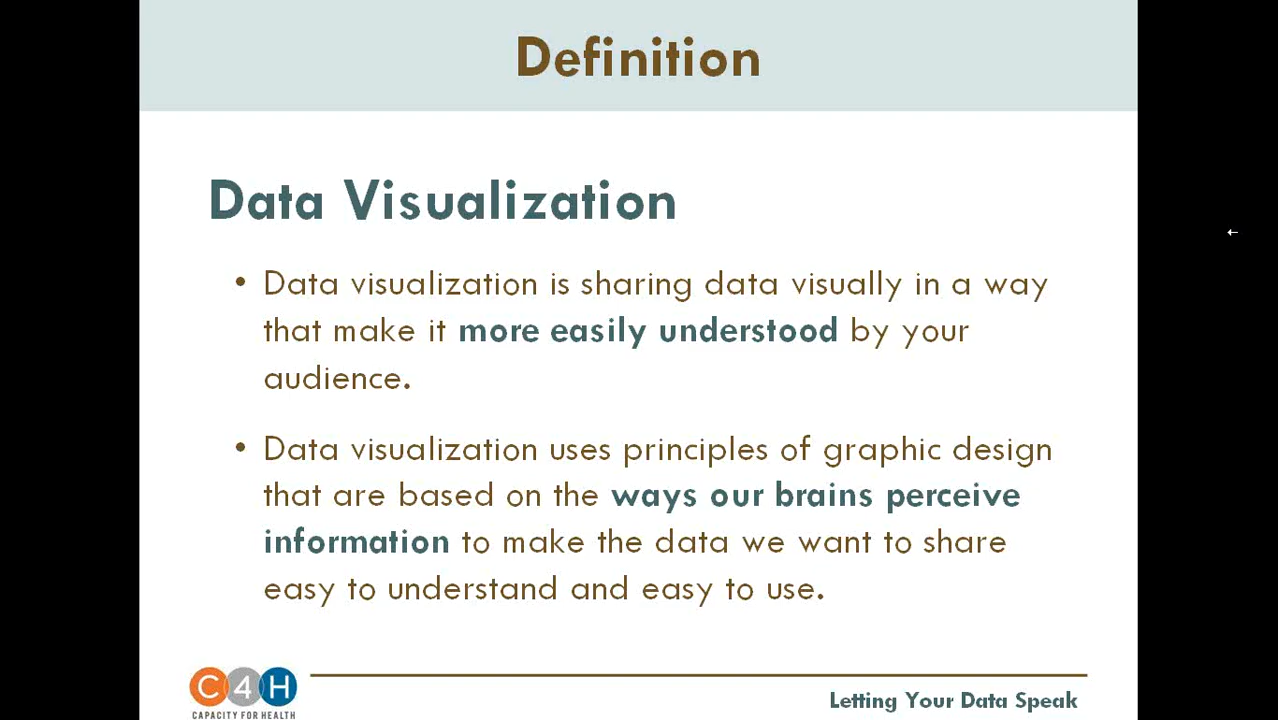 Definition
Data Visualization
• Data visualization is sharing data visually in a way
that make it more easily understood by your
audience.
• Data visualization uses principles of graphic design
that are based on the ways our brains perceive
information to make the data we want to share
easy to understand and easy to use.
C4H
CAPACITY FOR HEALTH
Letting Your Data Speak